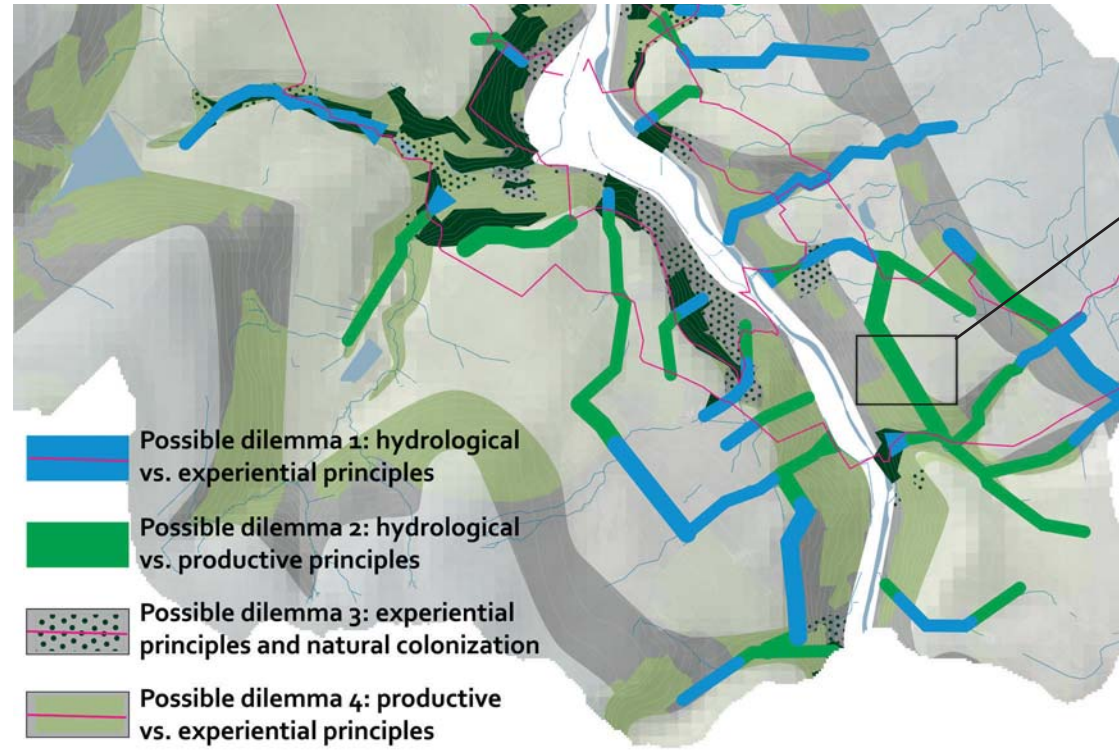 Possible dilemma 1: hydrological
vs. experiential principles
Possible dilemma 2: hydrological
vs. productive principles
Possible dilemma 3: experiential
principles and natural colonization
Possible dilemma 4: productive
vs. experiential principles